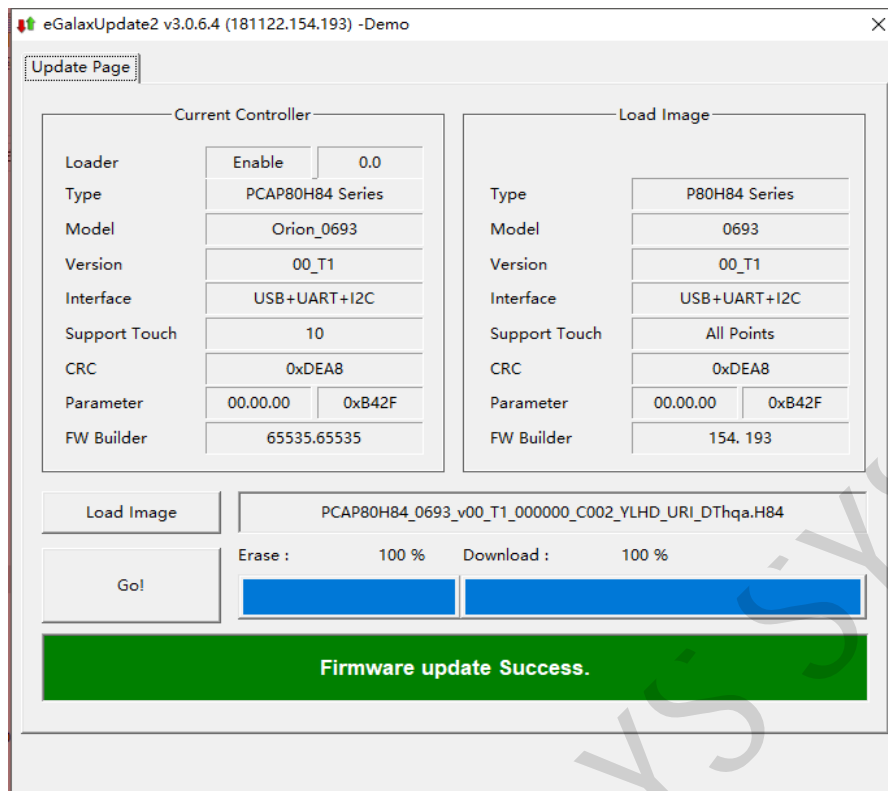 eGalaxUpdate2 v3.0.6.4 (181122.154.193) -Demo
Update Page
Current Controller
Loader Enable 0.0
Type PCAP80H84 Series
Model Orion_0693
Version 00_T1
Interface USB+UART+I2C
Support Touch 10
CRC 0xDEA8
Parameter 00.00.00 0xB42F
FW Builder 65535.65535
Load Image
Type P80H84 Series
Model 0693
Version 00_T1
Interface USB+UART+I2C
Support Touch All Points
CRC 0xDEA8
Parameter 00.00.00 0xB42F
FW Builder 154. 193
Load Image PCAP80H84_0693_v00_T1_000000_C002_YLHD_URI_DThqa.H84
Erase : 100 % Download : 100 %
Go!
Firmware update Success.